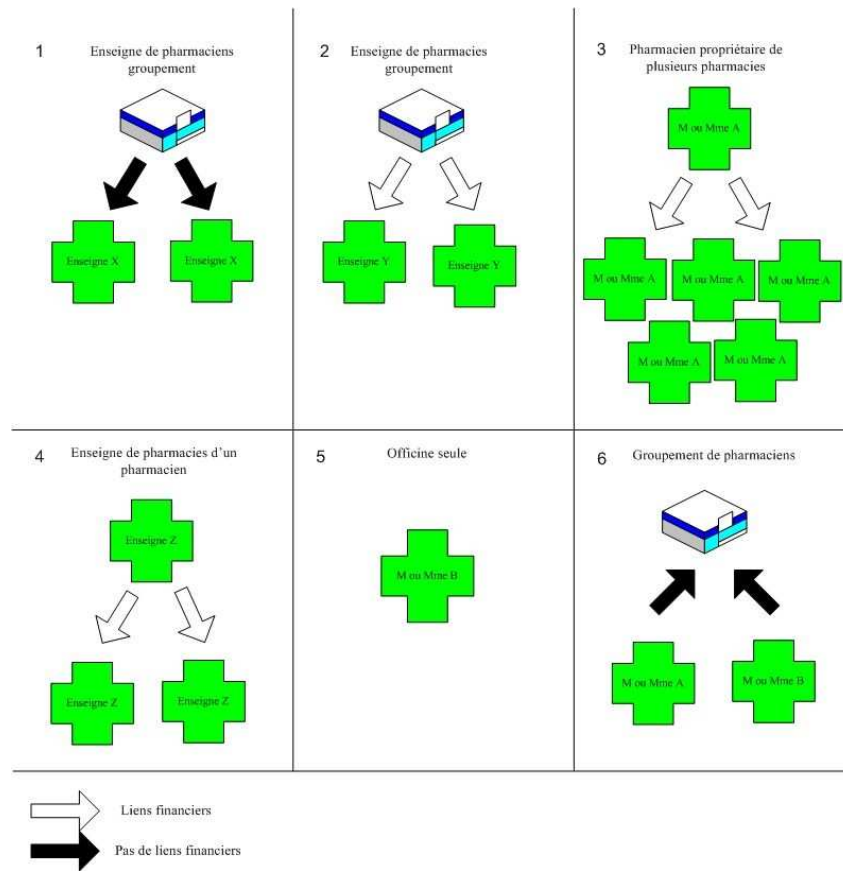 1
Enseigne de pharmaciens
groupement
Enseigne X
Enseigne X
2
Enseigne de pharmacies
groupement
Enseigne Y
Enseigne Y
3
Pharmacien propriétaire de
plusieurs pharmacies
M ou Mme A
M ou Mme A
M ou Mme A
M ou Mme A
M ou Mme A
M ou Mme A
4
Enseigne de pharmacies d’un
pharmacien
Enseigne Z
Enseigne Z
Enseigne Z
5
Officine seule
M ou Mme B
6
Groupement de pharmaciens
M ou Mme A
M ou Mme B
Liens financiers
Pas de liens financiers